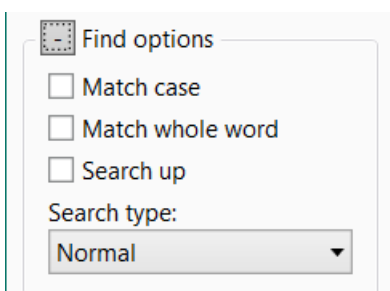 - Find options
Match case
Match whole word
Search up
Search type:
Normal